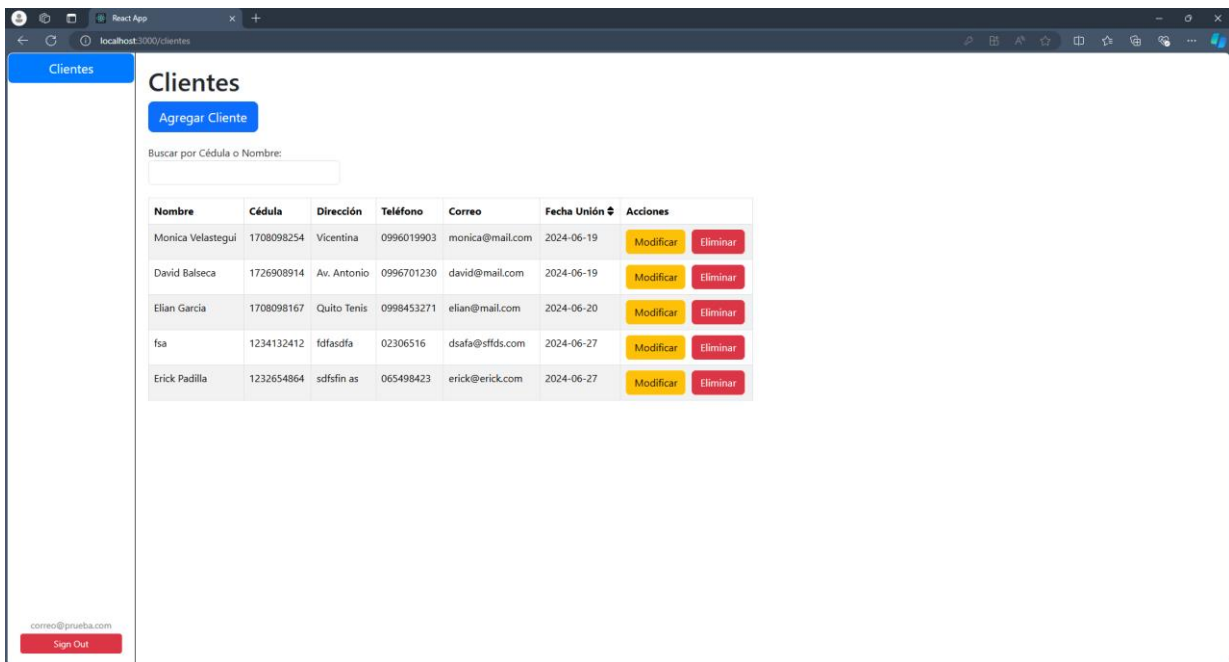 React App
localhost:3000/clientes
Clientes
Clientes
Agregar Cliente
Buscar por Cédula o Nombre:
Nombre Cédula Dirección Teléfono Correo Fecha Unión Acciones
Monica Velastegui 1708098254 Vicentina 0996019903 monica@mail.com 2024-06-19 Modificar Eliminar
David Balseca 1726908914 Av. Antonio 0996701230 david@mail.com 2024-06-19 Modificar Eliminar
Elian Garcia 1708098167 Quito Tenis 0998453271 elian@mail.com 2024-06-20 Modificar Eliminar
fsa 1234132412 fdfasdfa 02306516 dsafa@sffds.com 2024-06-27 Modificar Eliminar
Erick Padilla 1232654864 sdfsfin as 065498423 erick@erick.com 2024-06-27 Modificar Eliminar
correo@prueba.com
Sign Out